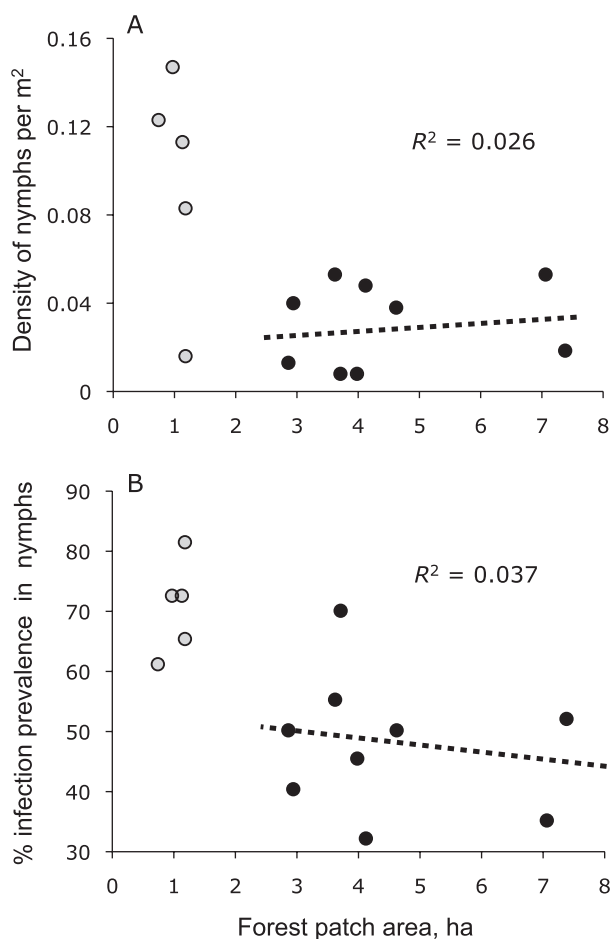 A
0.16
0.12
0.08
0.04
0
Density of nymphs per m²
R² = 0.026
0 1 2 3 4 5 6 7 8
B
90
80
70
60
50
40
30
% infection prevalence in nymphs
R² = 0.037
0 1 2 3 4 5 6 7 8
Forest patch area, ha